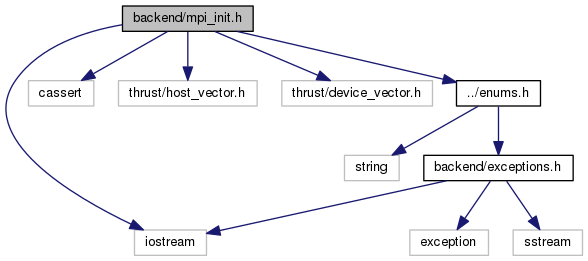 backend/mpi_init.h
cassert
thrust/host_vector.h
thrust/device_vector.h
../enums.h
string
backend/exceptions.h
iostream
exception
sstream